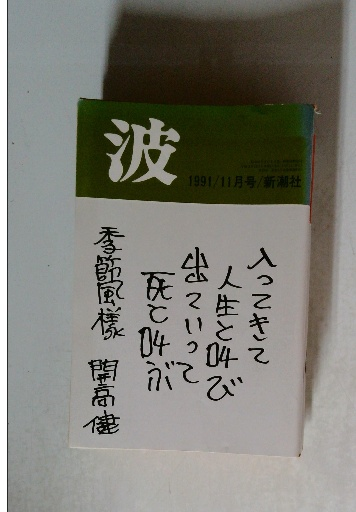 波
1991/11月号/新潮社
入ってきて
人生と叫び
出ていって
死と叫ぶ
季節風様 開高健